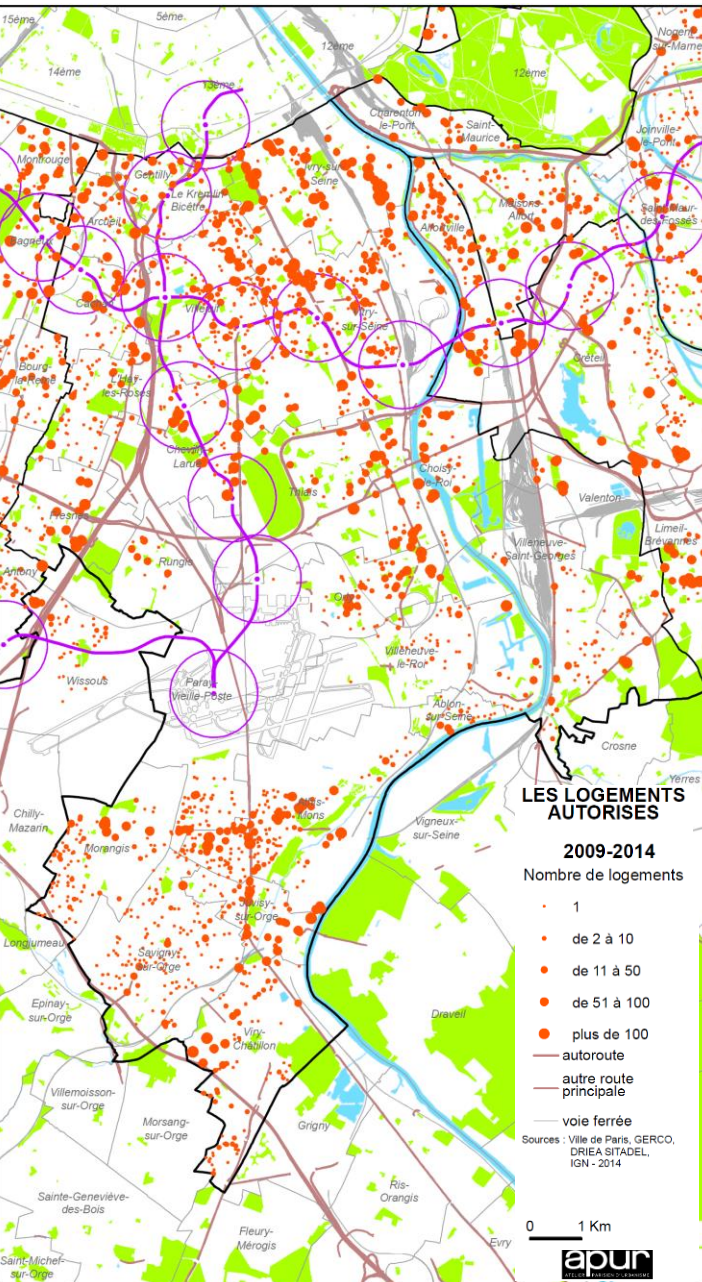 15ème
5ème
12ème
Nogent-
sur-Marne
14ème
12ème
13ème
Charenton
le-Pont
Saint-
Maurice
Joinville-
le-Pont
Montrouge
Gentilly
Ivry-sur-
Seine
Le Kremlin
Bicêtre
Maisons
Alfort
Saint-Maur-
des-Fossés
Arcueil
Alfortville
Bagneux
Cachan
Villejuif
Vitry-
sur-Seine
Bourg-
la-Reine
L'Haÿ-
les-Roses
Créteil
Chevilly-
Larue
Choisy-
le-Roi
Thiais
Valenton
Fresnes
Limeil-
Brévannes
Villeneuve-
Saint-Georges
Rungis
Antony
Orly
Villeneuve-
le-Roi
Wissous
Paray-
Vieille-Poste
Ablon-
sur-Seine
Crosne
Yerres
Chilly-
Mazarin
Athis-
Mons
Vigneux-
sur-Seine
Morangis
Juvisy-
sur-Orge
Longjumeau
Savigny-
sur-Orge
Epinay-
sur-Orge
Draveil
Viry-
Châtillon
Villemoisson-
sur-Orge
Morsang-
sur-Orge
Grigny
Ris-
Orangis
Sainte-Geneviève-
des-Bois
Fleury-
Mérogis
Evry
Saint-Michel-
sur-Orge
LES LOGEMENTS
AUTORISES
2009-2014
Nombre de logements
1
de 2 à 10
de 11 à 50
de 51 à 100
plus de 100
autoroute
autre route
principale
voie ferrée
Sources : Ville de Paris, GERCO,
DRIEA SITADEL,
IGN - 2014
0 1 Km
apur
ATELIER PARISIEN D'URBANISME